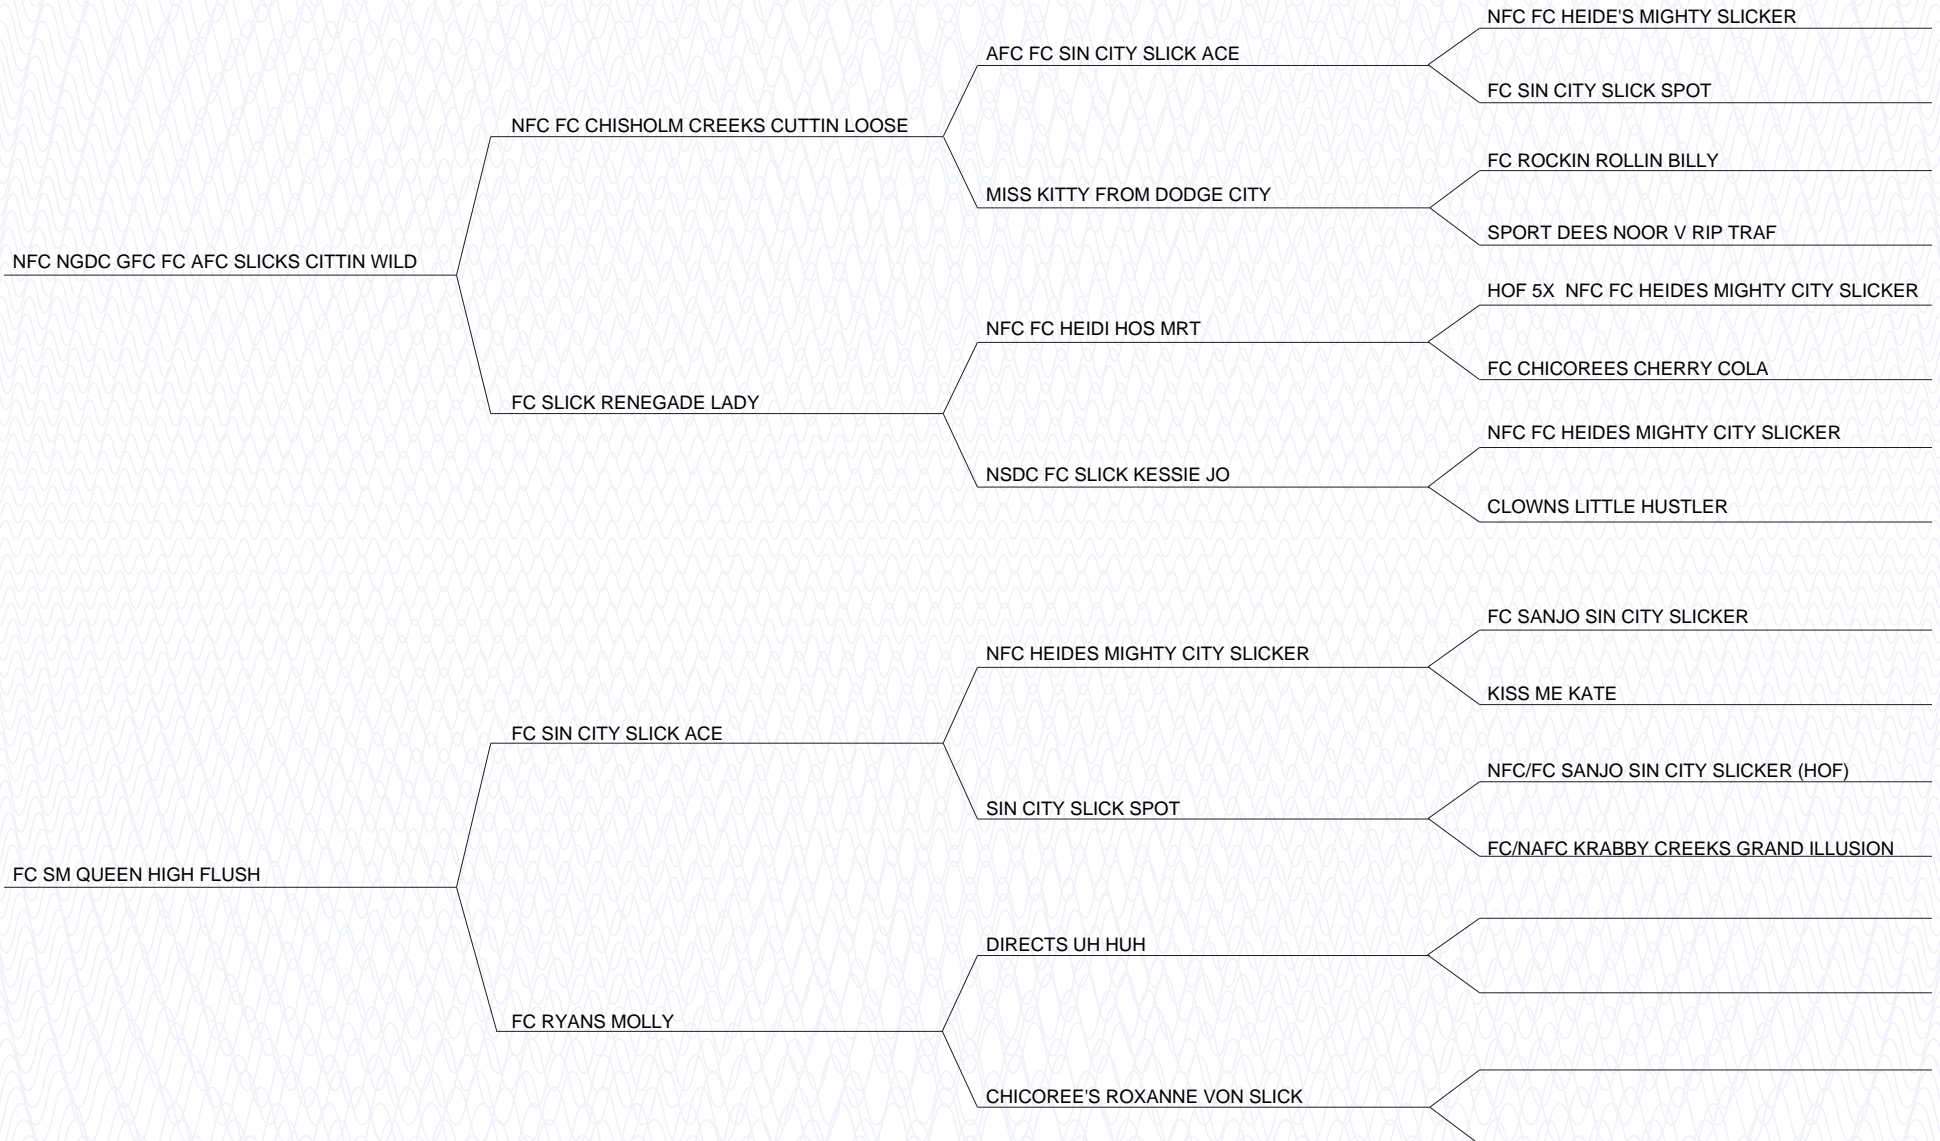 NFC FC HEIDE'S MIGHTY SLICKER
AFC FC SIN CITY SLICK ACE
FC SIN CITY SLICK SPOT
NFC FC CHISHOLM CREEKS CUTTIN LOOSE
FC ROCKIN ROLLIN BILLY
MISS KITTY FROM DODGE CITY
SPORT DEES NOOR V RIP TRAF
NFC NGDC GFC FC AFC SLICKS CITTIN WILD
HOF 5X  NFC FC HEIDES MIGHTY CITY SLICKER
NFC FC HEIDI HOS MRT
FC CHICOREES CHERRY COLA
FC SLICK RENEGADE LADY
NFC FC HEIDES MIGHTY CITY SLICKER
NSDC FC SLICK KESSIE JO
CLOWNS LITTLE HUSTLER
FC SANJO SIN CITY SLICKER
NFC HEIDES MIGHTY CITY SLICKER
KISS ME KATE
FC SIN CITY SLICK ACE
NFC/FC SANJO SIN CITY SLICKER (HOF)
SIN CITY SLICK SPOT
FC/NAFC KRABBY CREEKS GRAND ILLUSION
FC SM QUEEN HIGH FLUSH
DIRECTS UH HUH
FC RYANS MOLLY
CHICOREE'S ROXANNE VON SLICK